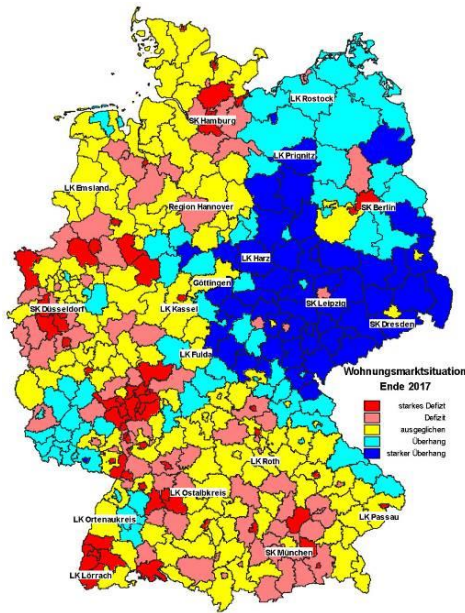 LK Rostock
SK Hamburg
LK Prignitz
LK Emsland
SK Berlin
Region Hannover
LK Harz
Göttingen
SK Leipzig
SK Düsseldorf
LK Kassel
SK Dresden
LK Fulda
Wohnungsmarktsituation
Ende 2017
starkes Defizt
Defizit
ausgeglichen
Überhang
starker Überhang
LK Roth
LK Ostalbkreis
LK Passau
LK Ortenaukreis
SK München
LK Lörrach